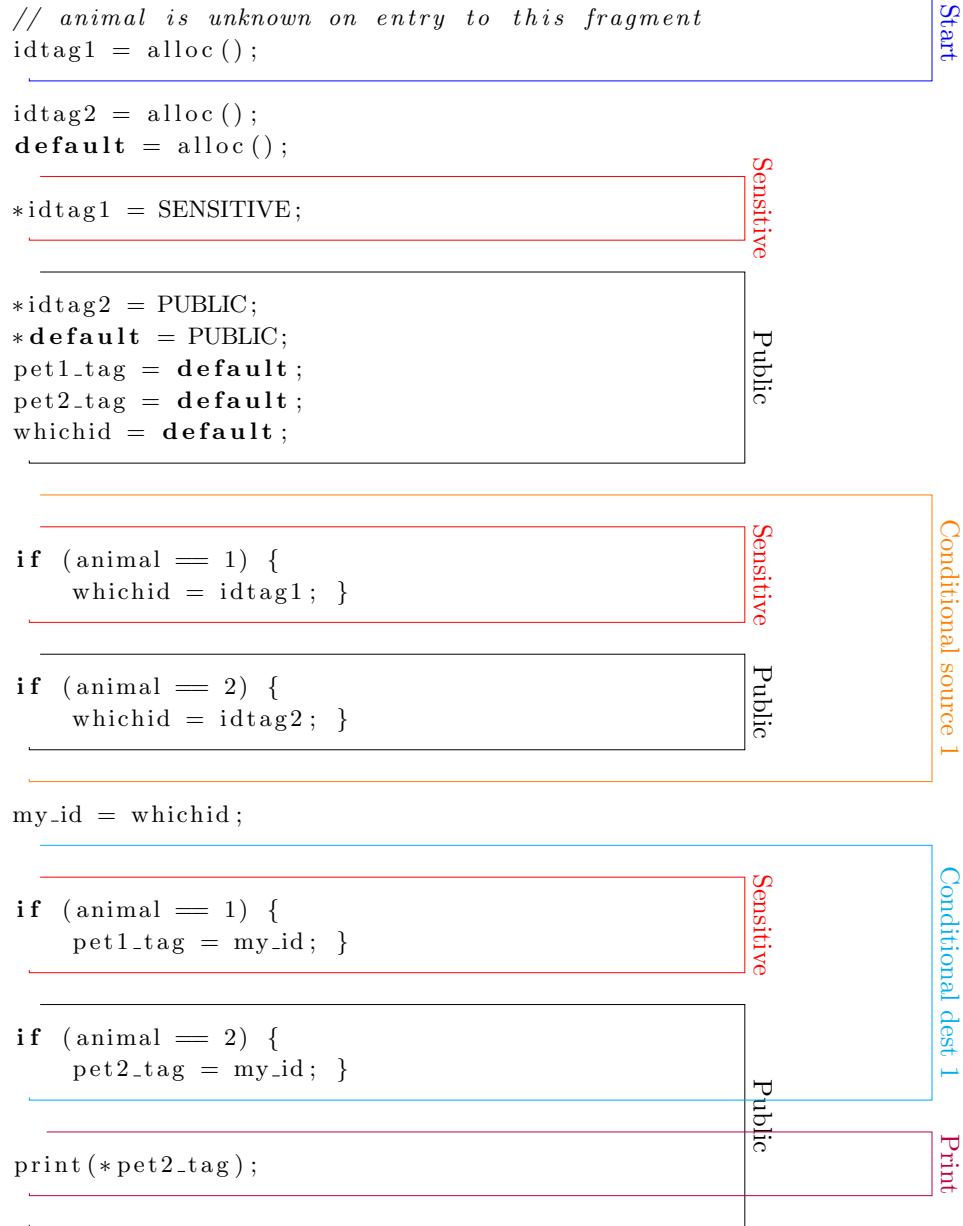 // animal is unknown on entry to this fragment
idtag1 = alloc();
Start
idtag2 = alloc();
default = alloc();
*idtag1 = SENSITIVE;
Sensitive
*idtag2 = PUBLIC;
*default = PUBLIC;
pet1_tag = default;
pet2_tag = default;
whichid = default;
Public
if (animal == 1) {
whichid = idtag1; }
Sensitive
if (animal == 2) {
whichid = idtag2; }
Public
Conditional source 1
my_id = whichid;
if (animal == 1) {
pet1_tag = my_id; }
Sensitive
if (animal == 2) {
pet2_tag = my_id; }
Conditional dest 1
print(*pet2_tag);
Public
Print